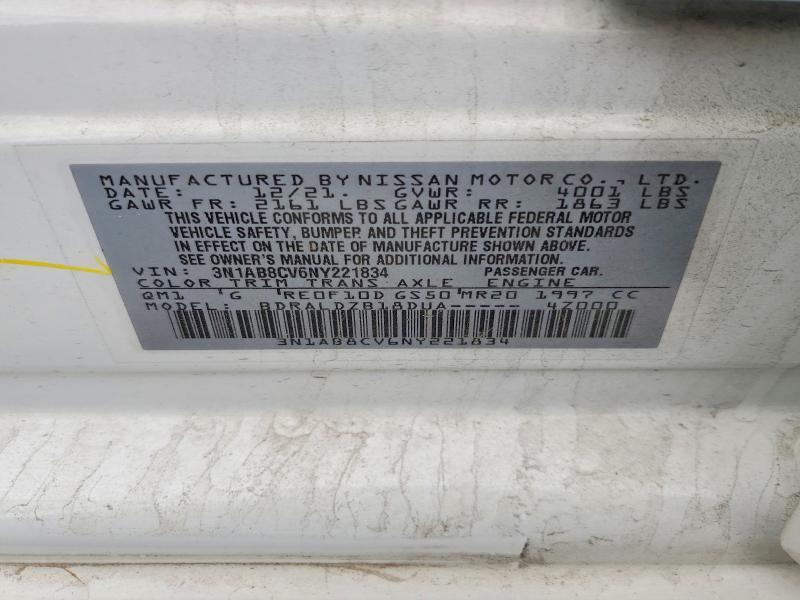 MANUFACTURED BY NISSAN MOTOR CO., LTD.
DATE: 12/21. GVWR: 4001 LBS
GAWR FR: 2161 LBS GAWR RR: 1863 LBS
THIS VEHICLE CONFORMS TO ALL APPLICABLE FEDERAL MOTOR
VEHICLE SAFETY, BUMPER, AND THEFT PREVENTION STANDARDS
IN EFFECT ON THE DATE OF MANUFACTURE SHOWN ABOVE.
SEE OWNER'S MANUAL FOR ADDITIONAL INFORMATION.
VIN: 3N1AB8CV6NY221834 PASSENGER CAR.
COLOR TRIM TRANS AXLE ENGINE
QM1 'G 'RE0F10D GS50'MR20 1997 CC
MODEL: BDRALDZB18DUA----- 47000
3N1AB8CV6NY221834